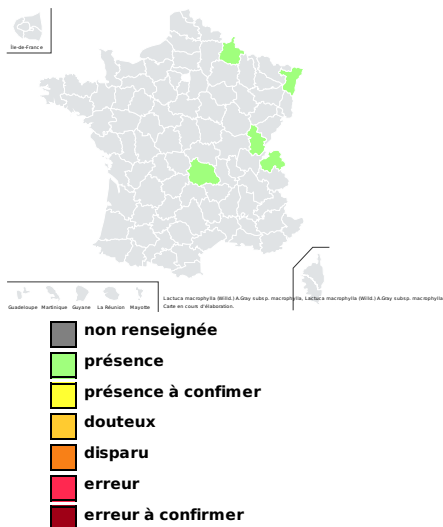 Île-de-France
Guadeloupe Martinique Guyane La Réunion Mayotte
Lactuca macrophylla (Willd.) A.Gray subsp. macrophylla, Lactuca macrophylla (Willd.) A.Gray subsp. macrophylla
Carte en cours d'élaboration.
non renseignée
présence
présence à confimer
douteux
disparu
erreur
erreur à confirmer